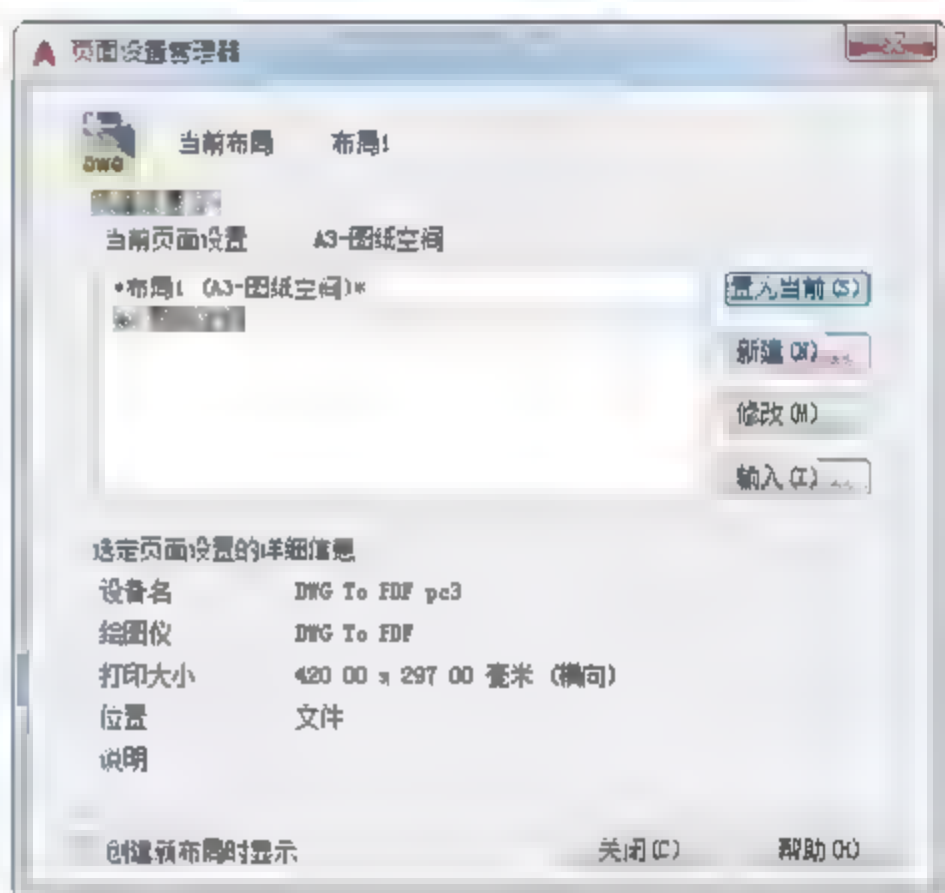 页面设置管理器
DWG
当前布局 布局1
当前页面设置 A3-图纸空间
*布局1 (A3-图纸空间)*
置为当前(S)
新建(N)...
修改(M)
输入(I)...
选定页面设置的详细信息
设备名 DWG To PDF pc3
绘图仪 DWG To PDF
打印大小 420 00 x 297 00 毫米 (横向)
位置 文件
说明
创建新布局时显示
关闭(C) 帮助(H)